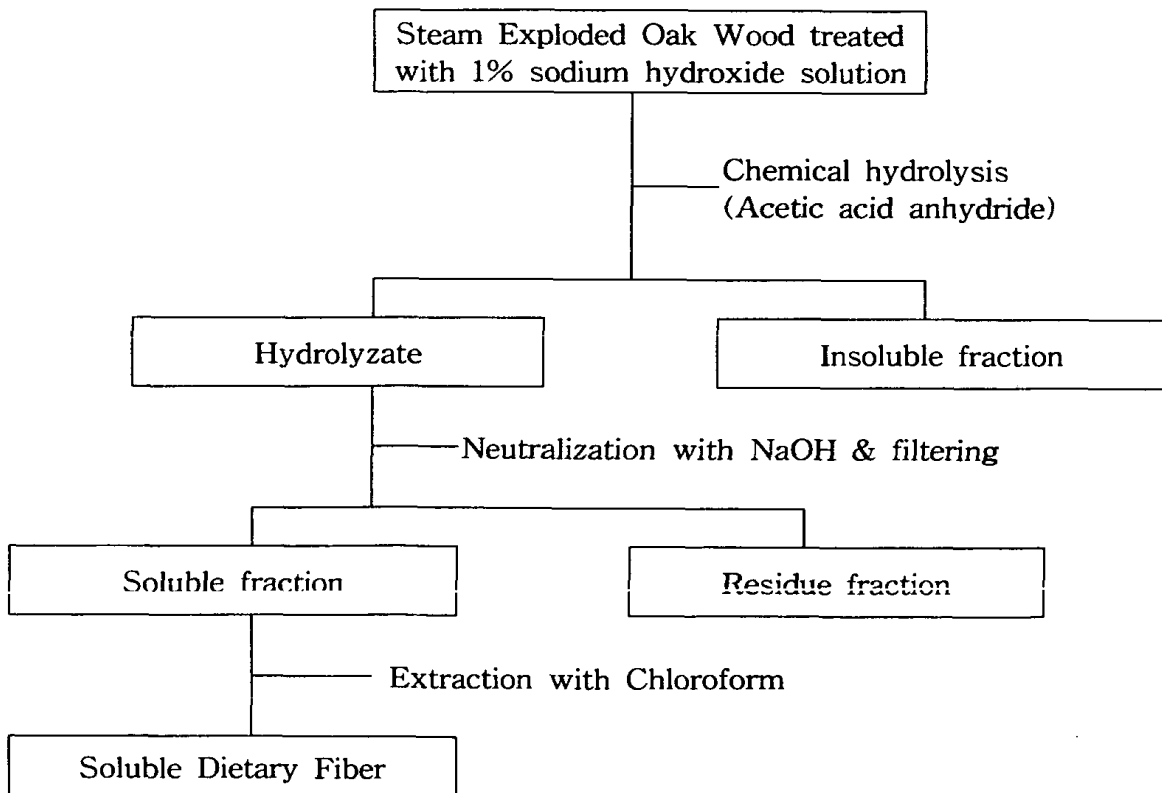 Steam Exploded Oak Wood treated
with 1% sodium hydroxide solution
Chemical hydrolysis
(Acetic acid anhydride)
Hydrolyzate
Insoluble fraction
Neutralization with NaOH & filtering
Soluble fraction
Residue fraction
Extraction with Chloroform
Soluble Dietary Fiber